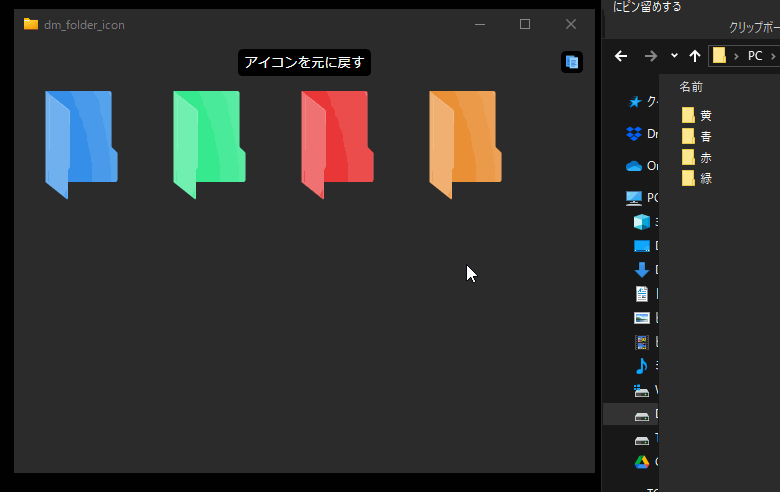 dm_folder_icon
アイコンを元に戻す
にピン留めする
クリップボー
PC
名前
黄
青
赤
緑
ク
Dr
Or
PC